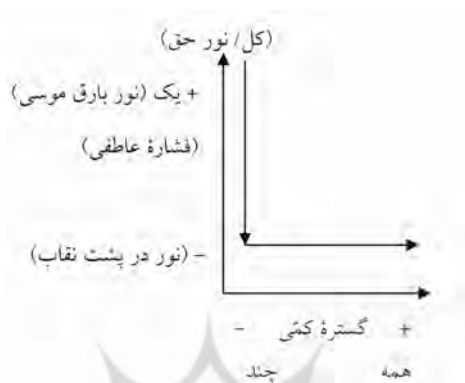 (کل/ نور حق)
+ یک (نور بارق موسی)
(فشارهٔ عاطفی)
– (نور در پشت نقاب)
+ گسترهٔ کمّی -
همه چند